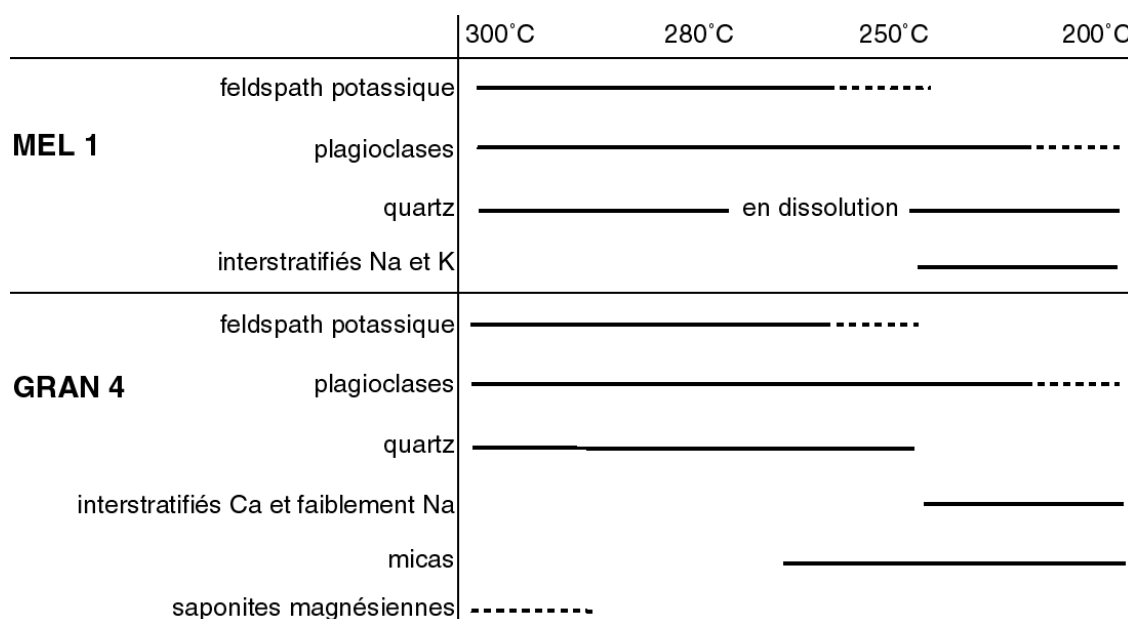 300°C 280°C 250°C 200°C
feldspath potassique
MEL 1
plagioclases
quartz en dissolution
interstratifiés Na et K
feldspath potassique
GRAN 4
plagioclases
quartz
interstratifiés Ca et faiblement Na
micas
saponites magnésiennes